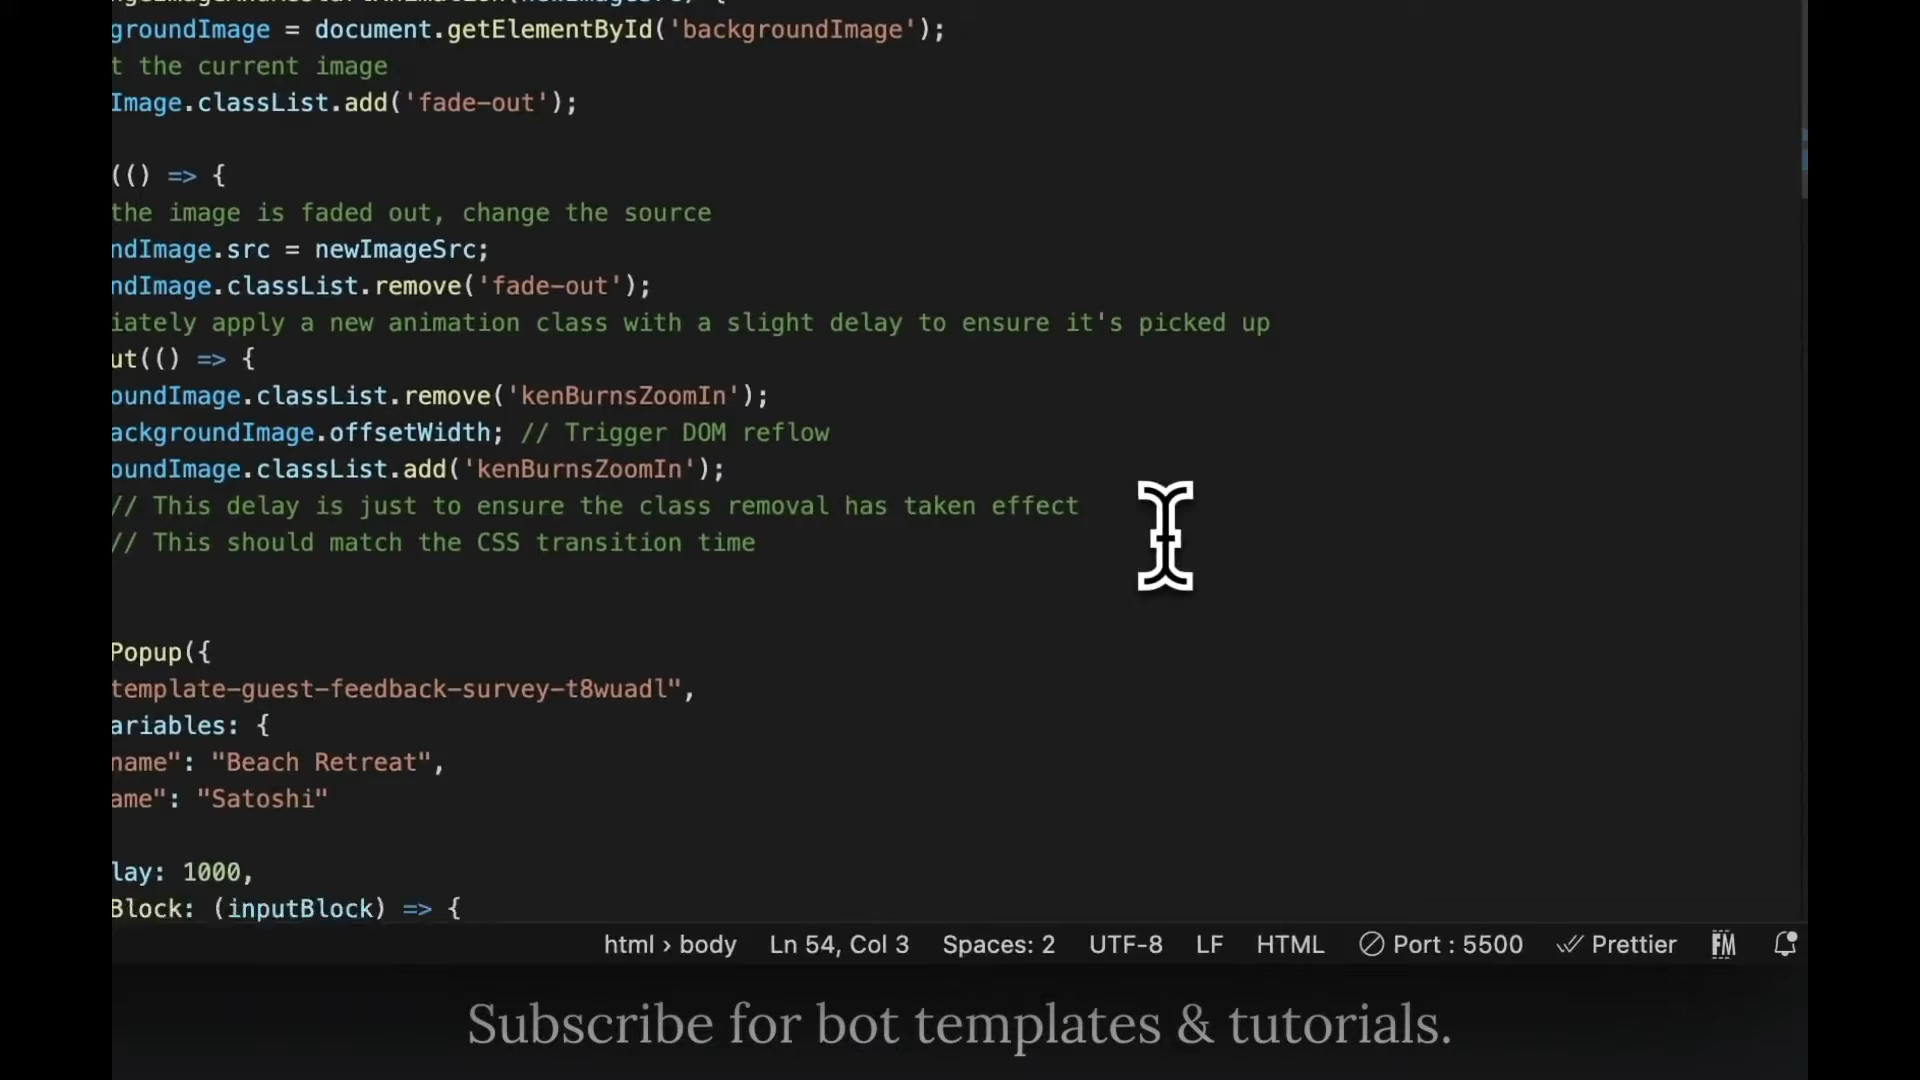 groundImage = document.getElementById('backgroundImage');
t the current image
Image.classList.add('fade-out');
(() => {
the image is faded out, change the source
ndImage.src = newImageSrc;
ndImage.classList.remove('fade-out');
iately apply a new animation class with a slight delay to ensure it's picked up
ut(() => {
oundImage.classList.remove('kenBurnsZoomIn');
ackgroundImage.offsetWidth; // Trigger DOM reflow
oundImage.classList.add('kenBurnsZoomIn');
// This delay is just to ensure the class removal has taken effect
// This should match the CSS transition time
Popup({
template-guest-feedback-survey-t8wuadl",
ariables: {
name": "Beach Retreat",
ame": "Satoshi"
lay: 1000,
Block: (inputBlock) => {
html › body Ln 54, Col 3 Spaces: 2 UTF-8 LF HTML Port : 5500 Prettier FM
Subscribe for bot templates & tutorials.